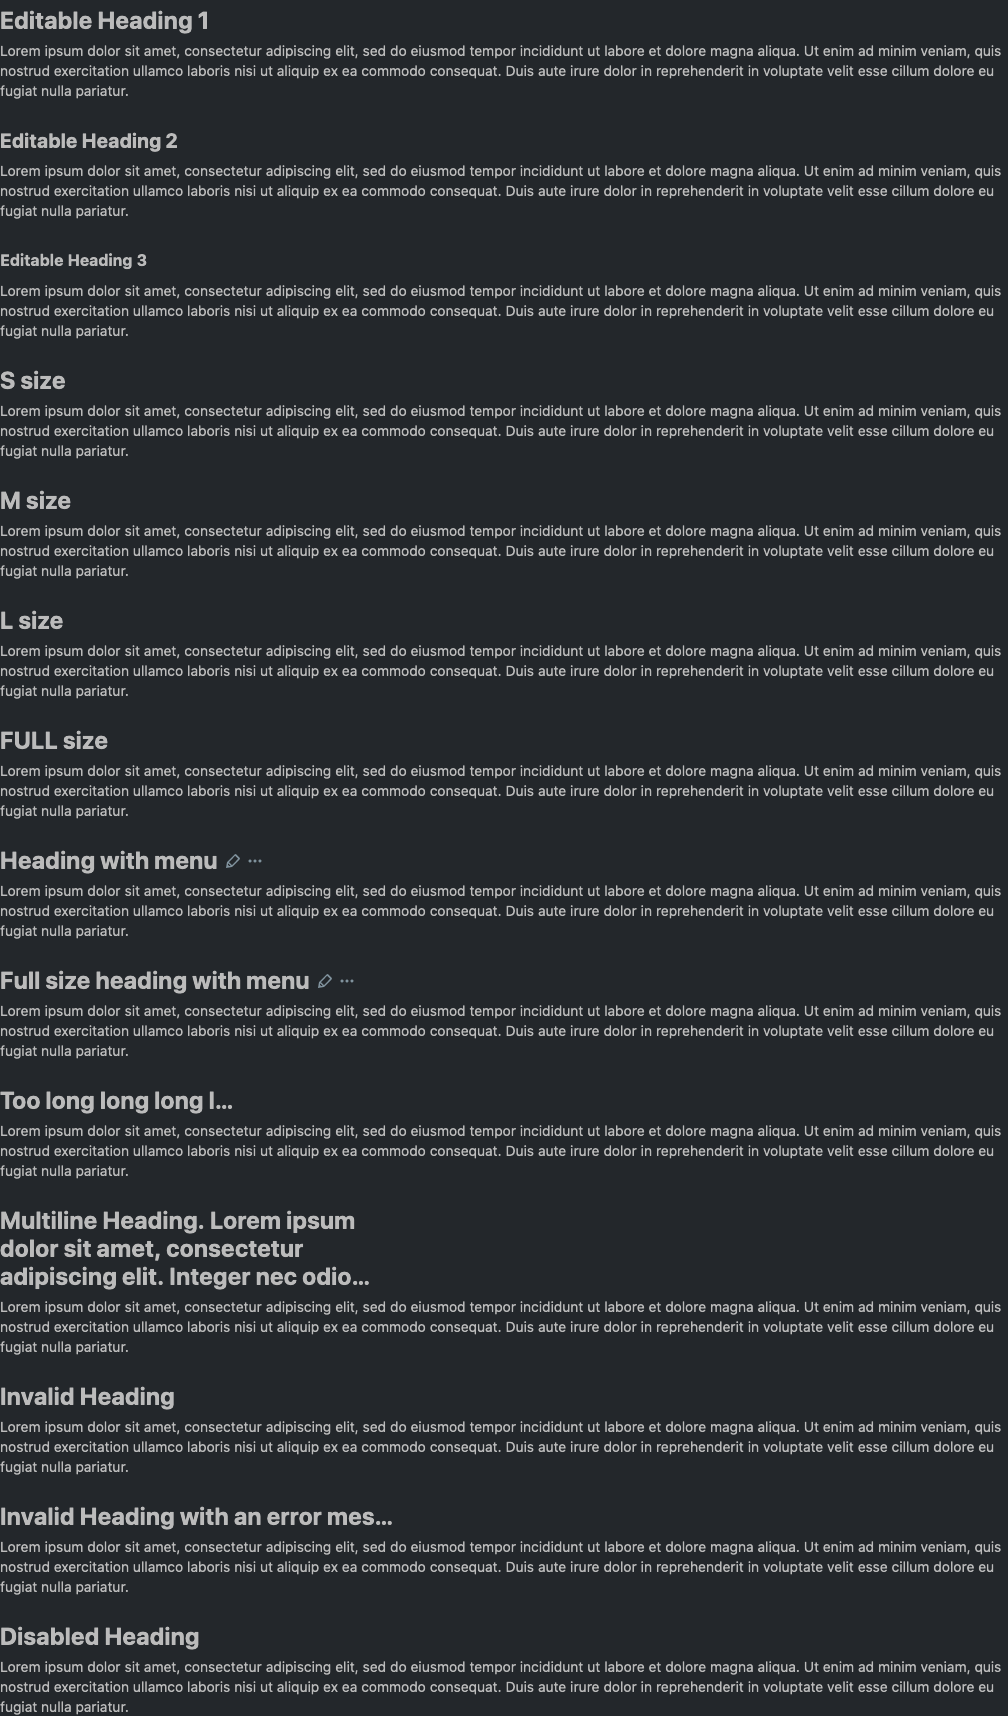 Editable Heading 1
Lorem ipsum dolor sit amet, consectetur adipiscing elit, sed do eiusmod tempor incididunt ut labore et dolore magna aliqua. Ut enim ad minim veniam, quis
nostrud exercitation ullamco laboris nisi ut aliquip ex ea commodo consequat. Duis aute irure dolor in reprehenderit in voluptate velit esse cillum dolore eu
fugiat nulla pariatur.
Editable Heading 2
Lorem ipsum dolor sit amet, consectetur adipiscing elit, sed do eiusmod tempor incididunt ut labore et dolore magna aliqua. Ut enim ad minim veniam, quis
nostrud exercitation ullamco laboris nisi ut aliquip ex ea commodo consequat. Duis aute irure dolor in reprehenderit in voluptate velit esse cillum dolore eu
fugiat nulla pariatur.
Editable Heading 3
Lorem ipsum dolor sit amet, consectetur adipiscing elit, sed do eiusmod tempor incididunt ut labore et dolore magna aliqua. Ut enim ad minim veniam, quis
nostrud exercitation ullamco laboris nisi ut aliquip ex ea commodo consequat. Duis aute irure dolor in reprehenderit in voluptate velit esse cillum dolore eu
fugiat nulla pariatur.
S size
Lorem ipsum dolor sit amet, consectetur adipiscing elit, sed do eiusmod tempor incididunt ut labore et dolore magna aliqua. Ut enim ad minim veniam, quis
nostrud exercitation ullamco laboris nisi ut aliquip ex ea commodo consequat. Duis aute irure dolor in reprehenderit in voluptate velit esse cillum dolore eu
fugiat nulla pariatur.
M size
Lorem ipsum dolor sit amet, consectetur adipiscing elit, sed do eiusmod tempor incididunt ut labore et dolore magna aliqua. Ut enim ad minim veniam, quis
nostrud exercitation ullamco laboris nisi ut aliquip ex ea commodo consequat. Duis aute irure dolor in reprehenderit in voluptate velit esse cillum dolore eu
fugiat nulla pariatur.
L size
Lorem ipsum dolor sit amet, consectetur adipiscing elit, sed do eiusmod tempor incididunt ut labore et dolore magna aliqua. Ut enim ad minim veniam, quis
nostrud exercitation ullamco laboris nisi ut aliquip ex ea commodo consequat. Duis aute irure dolor in reprehenderit in voluptate velit esse cillum dolore eu
fugiat nulla pariatur.
FULL size
Lorem ipsum dolor sit amet, consectetur adipiscing elit, sed do eiusmod tempor incididunt ut labore et dolore magna aliqua. Ut enim ad minim veniam, quis
nostrud exercitation ullamco laboris nisi ut aliquip ex ea commodo consequat. Duis aute irure dolor in reprehenderit in voluptate velit esse cillum dolore eu
fugiat nulla pariatur.
Heading with menu
Lorem ipsum dolor sit amet, consectetur adipiscing elit, sed do eiusmod tempor incididunt ut labore et dolore magna aliqua. Ut enim ad minim veniam, quis
nostrud exercitation ullamco laboris nisi ut aliquip ex ea commodo consequat. Duis aute irure dolor in reprehenderit in voluptate velit esse cillum dolore eu
fugiat nulla pariatur.
Full size heading with menu
Lorem ipsum dolor sit amet, consectetur adipiscing elit, sed do eiusmod tempor incididunt ut labore et dolore magna aliqua. Ut enim ad minim veniam, quis
nostrud exercitation ullamco laboris nisi ut aliquip ex ea commodo consequat. Duis aute irure dolor in reprehenderit in voluptate velit esse cillum dolore eu
fugiat nulla pariatur.
Too long long long l…
Lorem ipsum dolor sit amet, consectetur adipiscing elit, sed do eiusmod tempor incididunt ut labore et dolore magna aliqua. Ut enim ad minim veniam, quis
nostrud exercitation ullamco laboris nisi ut aliquip ex ea commodo consequat. Duis aute irure dolor in reprehenderit in voluptate velit esse cillum dolore eu
fugiat nulla pariatur.
Multiline Heading. Lorem ipsum
dolor sit amet, consectetur
adipiscing elit. Integer nec odio…
Lorem ipsum dolor sit amet, consectetur adipiscing elit, sed do eiusmod tempor incididunt ut labore et dolore magna aliqua. Ut enim ad minim veniam, quis
nostrud exercitation ullamco laboris nisi ut aliquip ex ea commodo consequat. Duis aute irure dolor in reprehenderit in voluptate velit esse cillum dolore eu
fugiat nulla pariatur.
Invalid Heading
Lorem ipsum dolor sit amet, consectetur adipiscing elit, sed do eiusmod tempor incididunt ut labore et dolore magna aliqua. Ut enim ad minim veniam, quis
nostrud exercitation ullamco laboris nisi ut aliquip ex ea commodo consequat. Duis aute irure dolor in reprehenderit in voluptate velit esse cillum dolore eu
fugiat nulla pariatur.
Invalid Heading with an error mes…
Lorem ipsum dolor sit amet, consectetur adipiscing elit, sed do eiusmod tempor incididunt ut labore et dolore magna aliqua. Ut enim ad minim veniam, quis
nostrud exercitation ullamco laboris nisi ut aliquip ex ea commodo consequat. Duis aute irure dolor in reprehenderit in voluptate velit esse cillum dolore eu
fugiat nulla pariatur.
Disabled Heading
Lorem ipsum dolor sit amet, consectetur adipiscing elit, sed do eiusmod tempor incididunt ut labore et dolore magna aliqua. Ut enim ad minim veniam, quis
nostrud exercitation ullamco laboris nisi ut aliquip ex ea commodo consequat. Duis aute irure dolor in reprehenderit in voluptate velit esse cillum dolore eu
fugiat nulla pariatur.